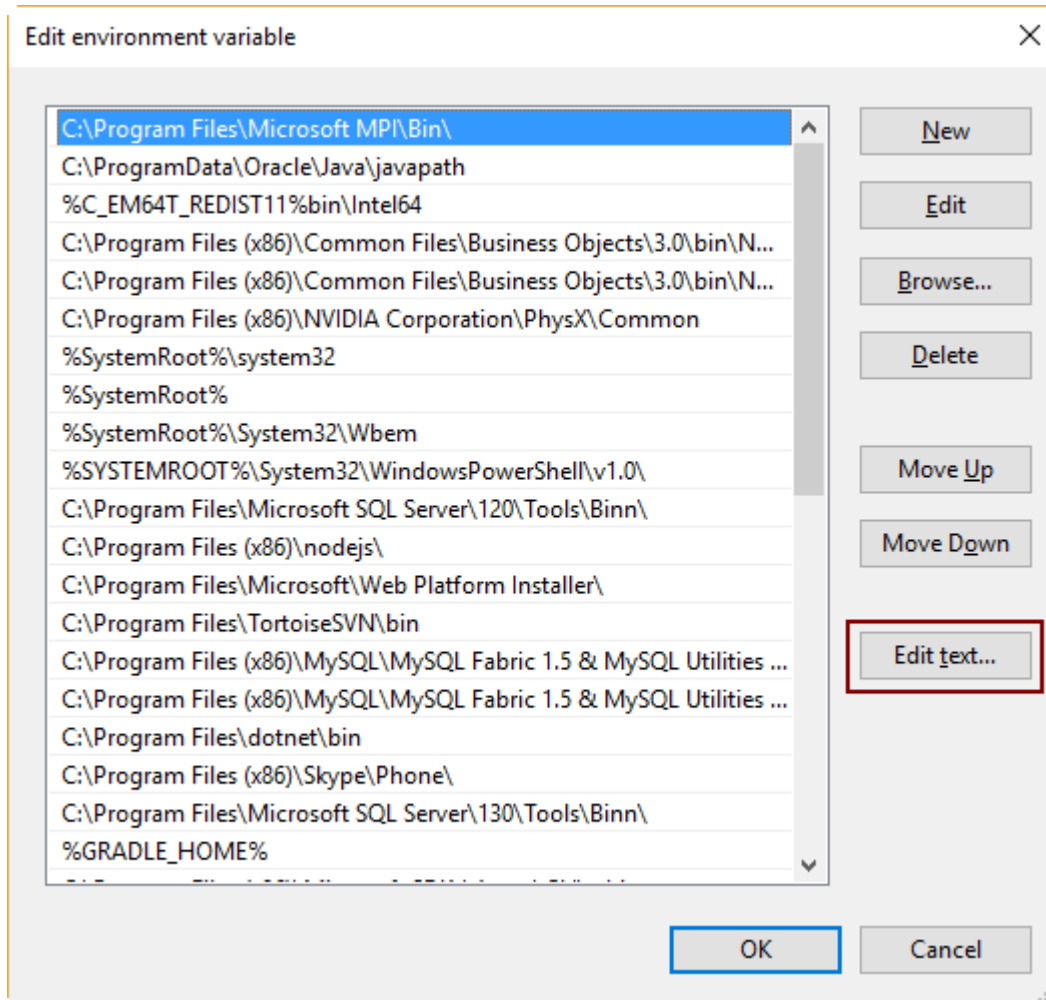 Edit environment variable
C:\Program Files\Microsoft MPI\Bin\
C:\ProgramData\Oracle\Java\javapath
%C_EM64T_REDIST11%bin\Intel64
C:\Program Files (x86)\Common Files\Business Objects\3.0\bin\N...
C:\Program Files (x86)\Common Files\Business Objects\3.0\bin\N...
C:\Program Files (x86)\NVIDIA Corporation\PhysX\Common
%SystemRoot%\system32
%SystemRoot%
%SystemRoot%\System32\Wbem
%SYSTEMROOT%\System32\WindowsPowerShell\v1.0\
C:\Program Files\Microsoft SQL Server\120\Tools\Binn\
C:\Program Files (x86)\nodejs\
C:\Program Files\Microsoft\Web Platform Installer\
C:\Program Files\TortoiseSVN\bin
C:\Program Files (x86)\MySQL\MySQL Fabric 1.5 & MySQL Utilities ...
C:\Program Files (x86)\MySQL\MySQL Fabric 1.5 & MySQL Utilities ...
C:\Program Files\dotnet\bin
C:\Program Files (x86)\Skype\Phone\
C:\Program Files\Microsoft SQL Server\130\Tools\Binn\
%GRADLE_HOME%
New
Edit
Browse...
Delete
Move Up
Move Down
Edit text...
OK
Cancel